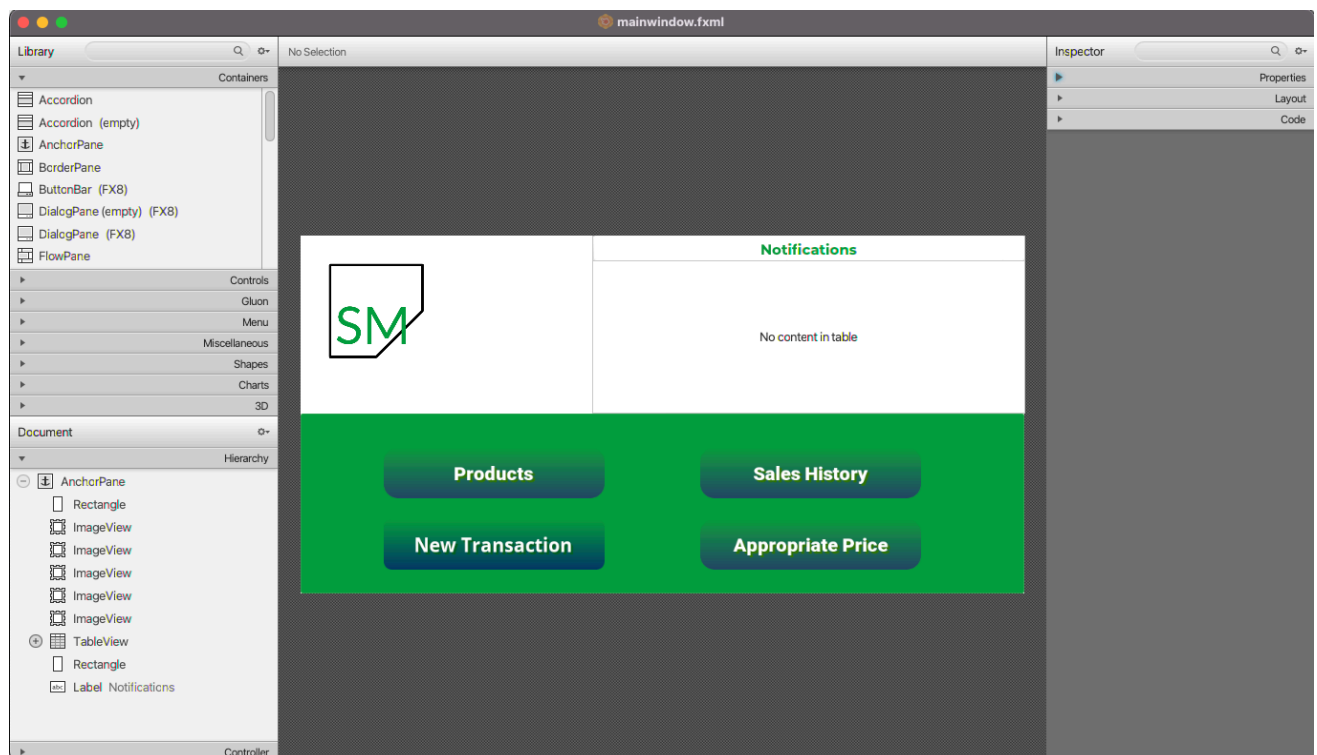 mainwindow.fxml
Library
No Selection
Inspector
Containers
Accordion
Accordion (empty)
AnchorPane
BorderPane
ButtonBar (FX8)
DialogPane (empty) (FX8)
DialogPane (FX8)
FlowPane
Controls
Gluon
Menu
Miscellaneous
Shapes
Charts
3D
Document
Hierarchy
AnchorPane
Rectangle
ImageView
ImageView
ImageView
ImageView
ImageView
TableView
Rectangle
abc Label Notifications
Controller
SM
Notifications
No content in table
Products
Sales History
New Transaction
Appropriate Price
Properties
Layout
Code